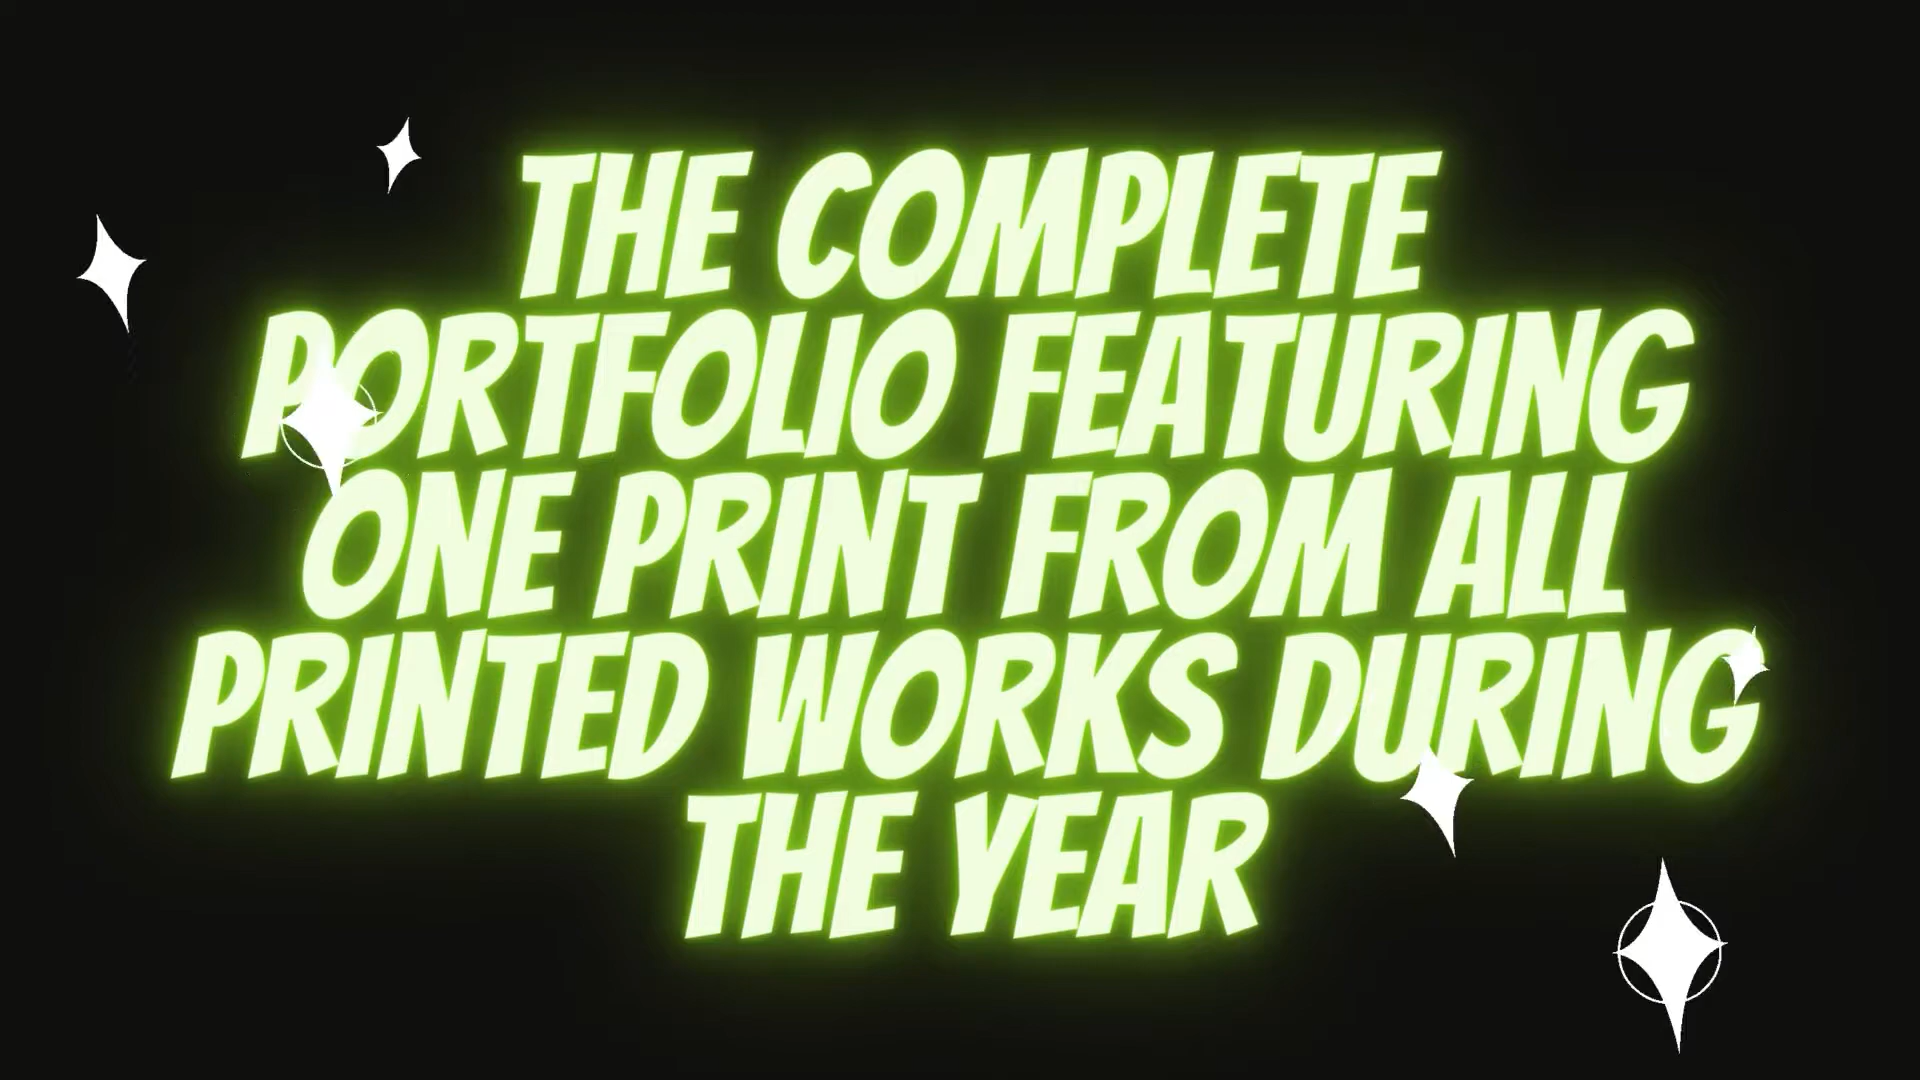 THE COMPLETE
PORTFOLIO FEATURING
ONE PRINT FROM ALL
PRINTED WORKS DURING
THE YEAR